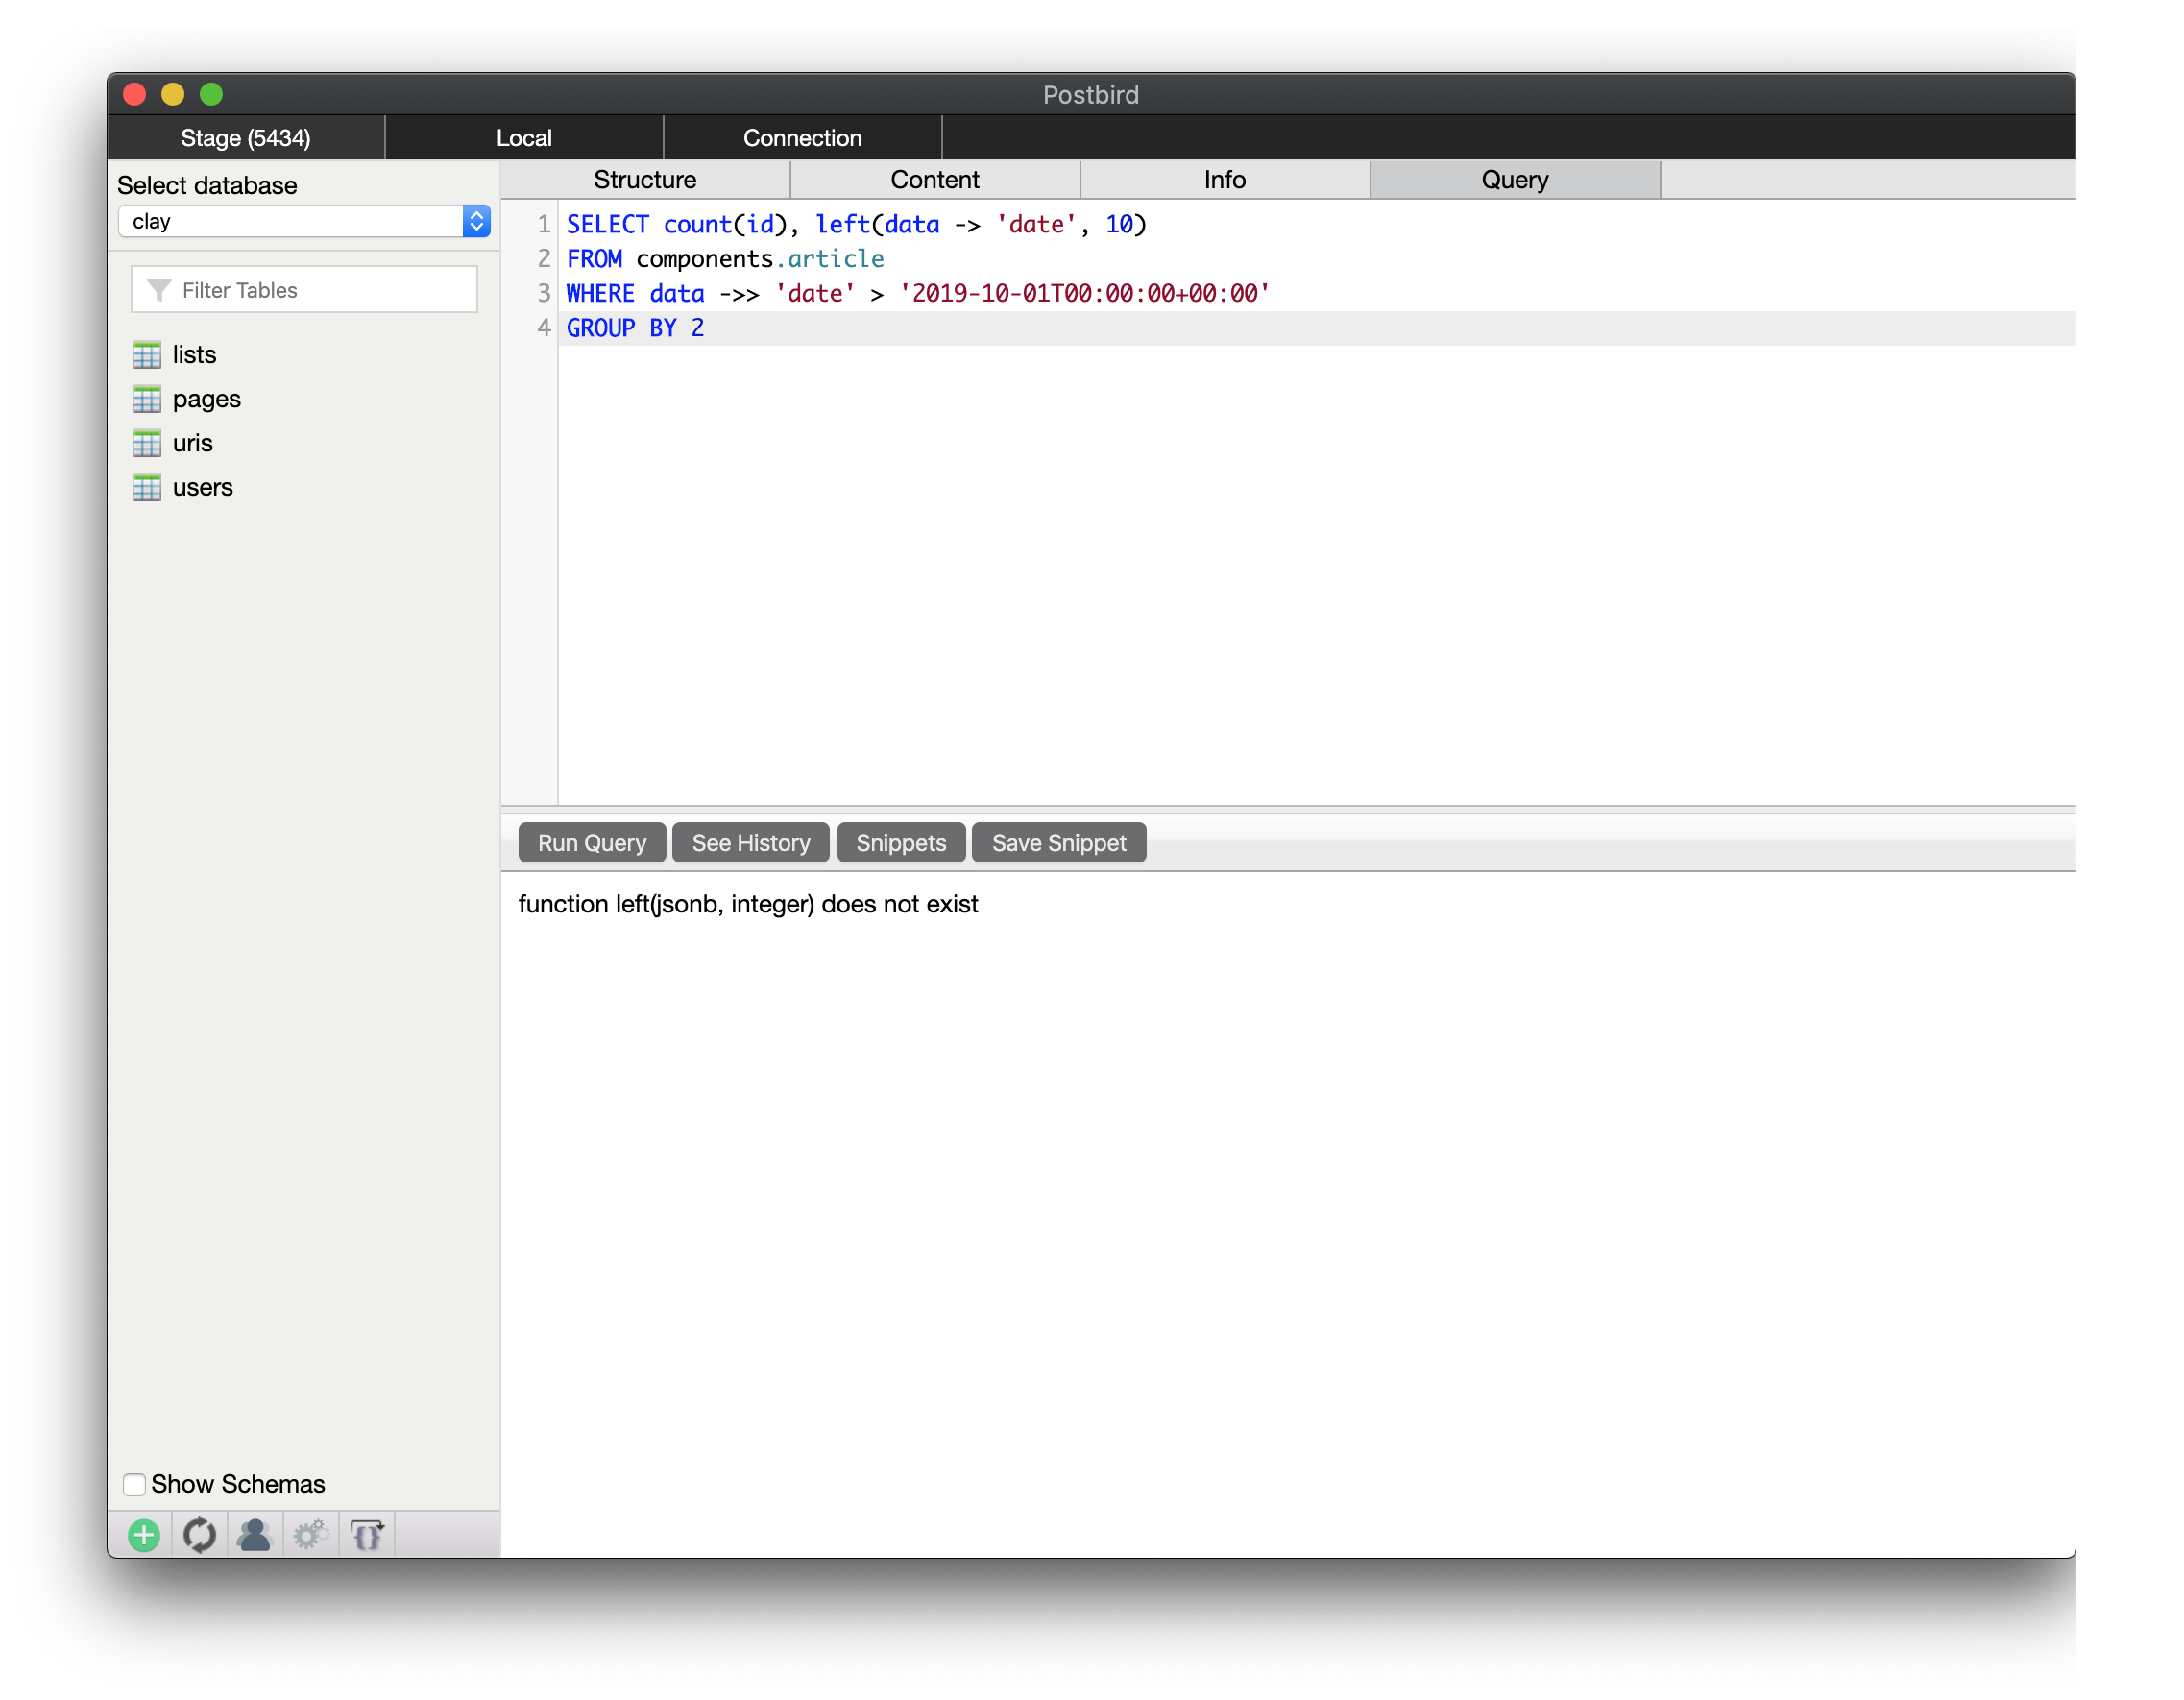 Postbird
Stage (5434) Local Connection
Select database
clay
Filter Tables
lists
pages
uris
users
Show Schemas
Structure Content Info Query
1 SELECT count(id), left(data -> 'date', 10)
2 FROM components.article
3 WHERE data ->> 'date' > '2019-10-01T00:00:00+00:00'
4 GROUP BY 2
Run Query See History Snippets Save Snippet
function left(jsonb, integer) does not exist